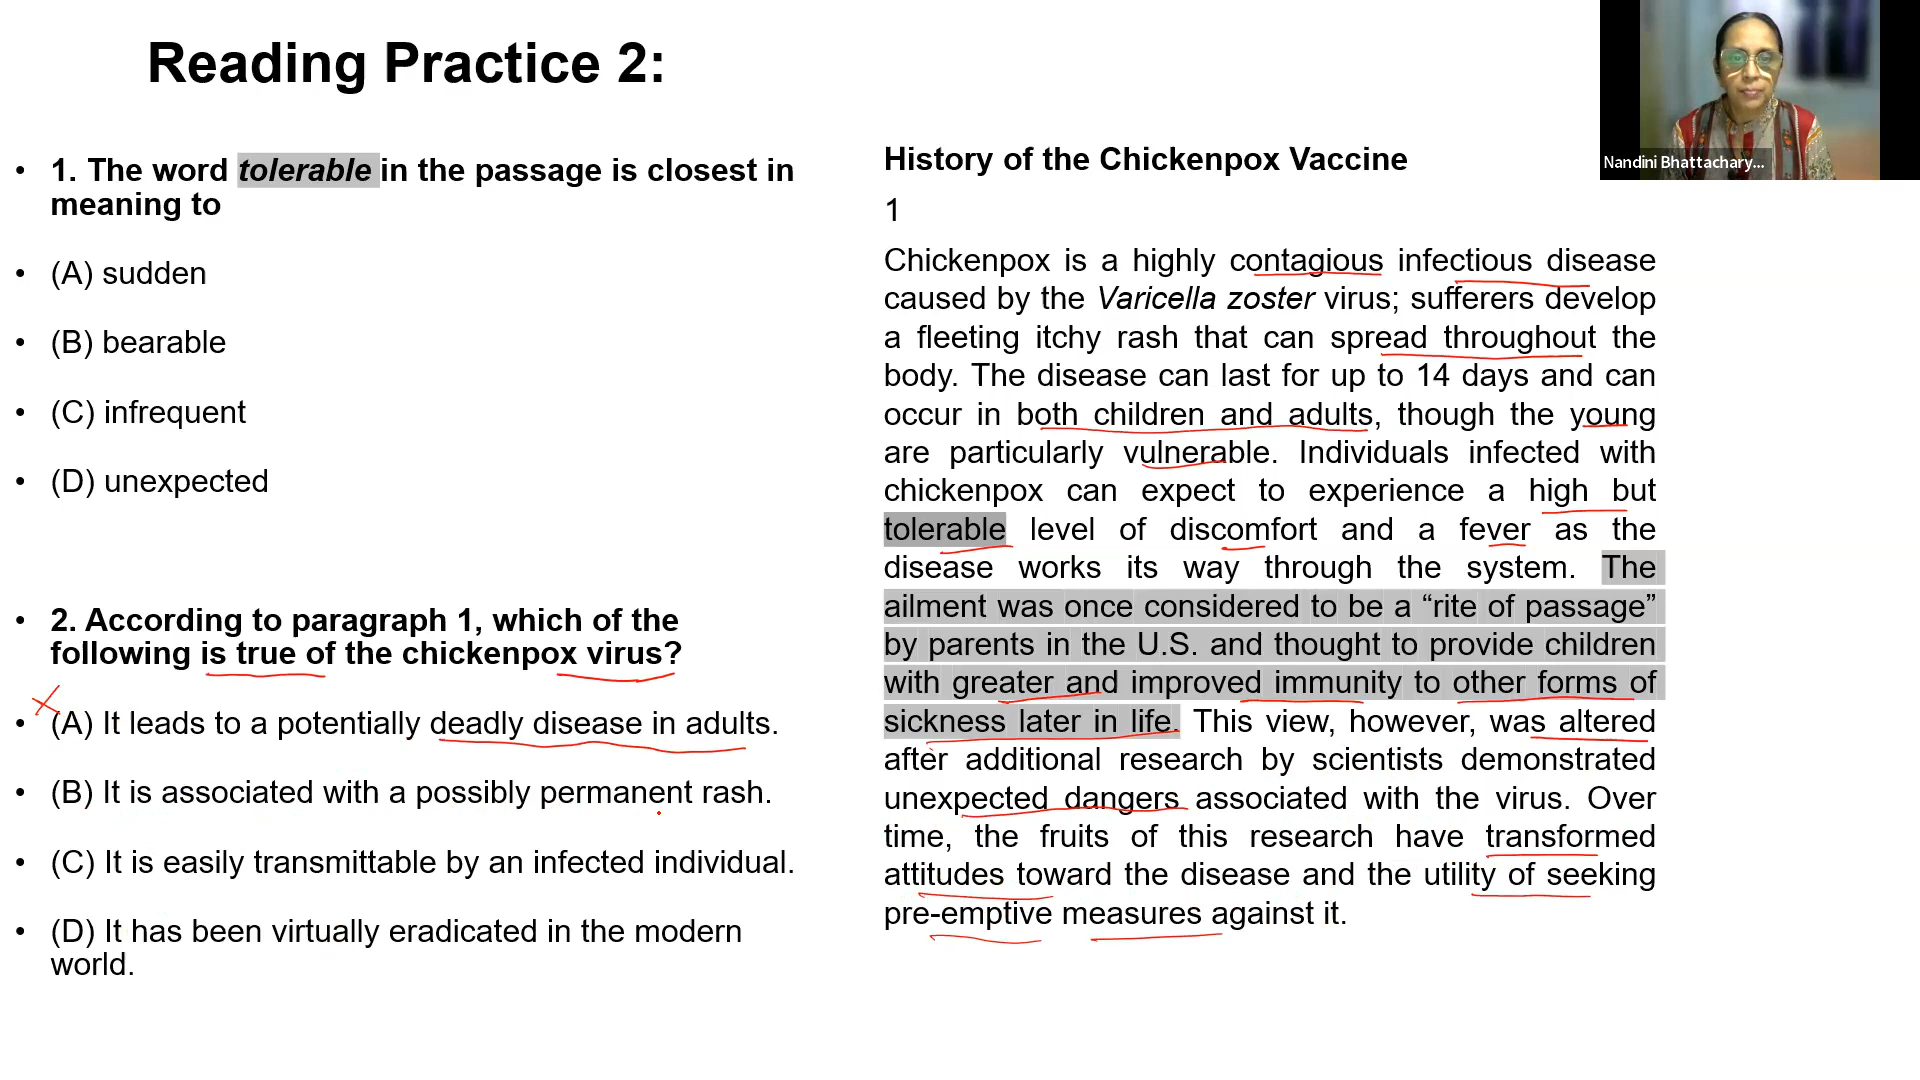 Reading Practice 2:
• 1. The word tolerable in the passage is closest in
meaning to
• (A) sudden
• (B) bearable
• (C) infrequent
• (D) unexpected
• 2. According to paragraph 1, which of the
following is true of the chickenpox virus?
• (A) It leads to a potentially deadly disease in adults.
• (B) It is associated with a possibly permanent rash.
• (C) It is easily transmittable by an infected individual.
• (D) It has been virtually eradicated in the modern
world.
History of the Chickenpox Vaccine
1
Chickenpox is a highly contagious infectious disease
caused by the Varicella zoster virus; sufferers develop
a fleeting itchy rash that can spread throughout the
body. The disease can last for up to 14 days and can
occur in both children and adults, though the young
are particularly vulnerable. Individuals infected with
chickenpox can expect to experience a high but
tolerable level of discomfort and a fever as the
disease works its way through the system. The
ailment was once considered to be a “rite of passage”
by parents in the U.S. and thought to provide children
with greater and improved immunity to other forms of
sickness later in life. This view, however, was altered
after additional research by scientists demonstrated
unexpected dangers associated with the virus. Over
time, the fruits of this research have transformed
attitudes toward the disease and the utility of seeking
pre-emptive measures against it.
Nandini Bhattachary...